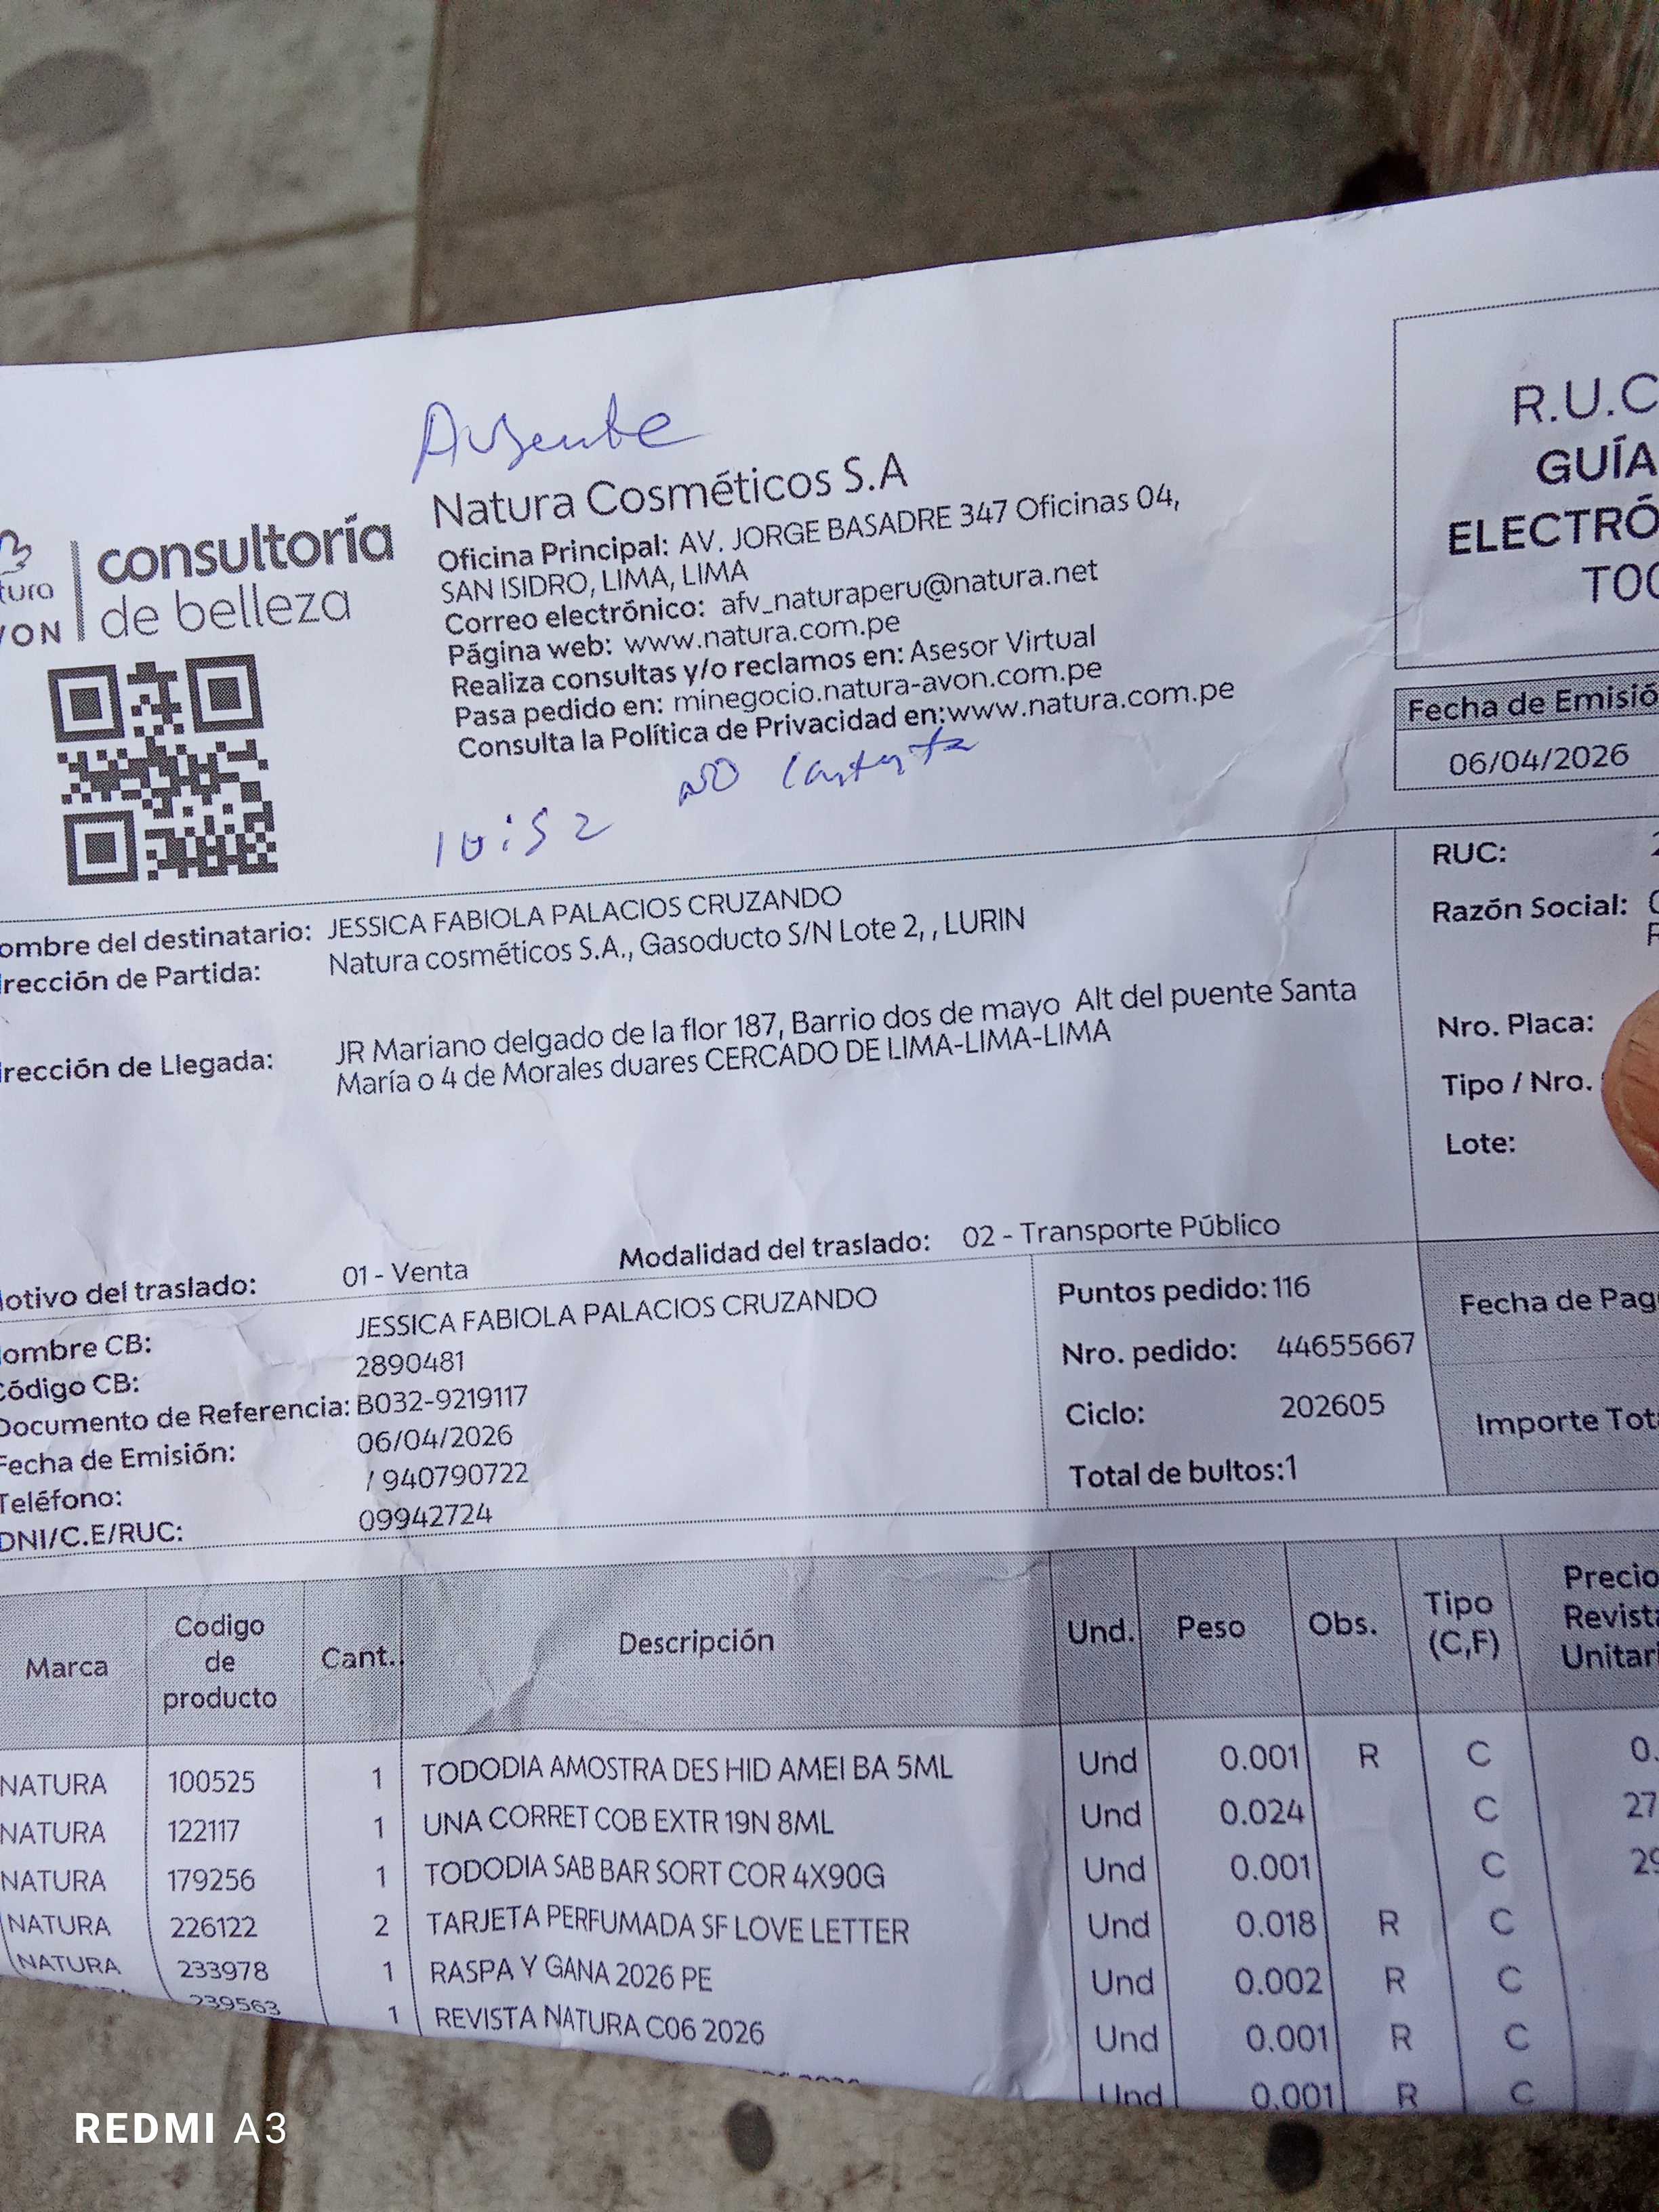 Ausente
Natura Cosméticos S.A
Oficina Principal: AV. JORGE BASADRE 347 Oficinas 04,
SAN ISIDRO, LIMA, LIMA
Correo electrónico: afv_naturaperu@natura.net
Página web: www.natura.com.pe
Realiza consultas y/o reclamos en: Asesor Virtual
Pasa pedido en: minegocio.natura-avon.com.pe
Consulta la Política de Privacidad en:www.natura.com.pe
consultoría
de belleza
NO Contesta
10:52
R.U.C
GUÍA
ELECTRÓ
T00
Fecha de Emisió
06/04/2026
ombre del destinatario: JESSICA FABIOLA PALACIOS CRUZANDO
irección de Partida: Natura cosméticos S.A., Gasoducto S/N Lote 2, , LURIN
irección de Llegada: JR Mariano delgado de la flor 187, Barrio dos de mayo Alt del puente Santa
María o 4 de Morales duares CERCADO DE LIMA-LIMA-LIMA
RUC:
Razón Social:
Nro. Placa:
Tipo / Nro.
Lote:
otivo del traslado: 01 - Venta Modalidad del traslado: 02 - Transporte Público
ombre CB: JESSICA FABIOLA PALACIOS CRUZANDO
Código CB: 2890481
Documento de Referencia: B032-9219117
Fecha de Emisión: 06/04/2026
Teléfono: / 940790722
DNI/C.E/RUC: 09942724
Puntos pedido: 116
Nro. pedido: 44655667
Ciclo: 202605
Total de bultos:1
Fecha de Pag
Importe Tot
Marca Codigo de producto Cant. Descripción Und. Peso Obs. Tipo (C,F) Precio Revist Unitar
NATURA 100525 1 TODODIA AMOSTRA DES HID AMEI BA 5ML Und 0.001 R C 0.
NATURA 122117 1 UNA CORRET COB EXTR 19N 8ML Und 0.024 C 27
NATURA 179256 1 TODODIA SAB BAR SORT COR 4X90G Und 0.001 C 29
NATURA 226122 2 TARJETA PERFUMADA SF LOVE LETTER Und 0.018 R C
NATURA 233978 1 RASPA Y GANA 2026 PE Und 0.002 R C
239563 1 REVISTA NATURA C06 2026 Und 0.001 R C
Und 0.001 R C
REDMI A3